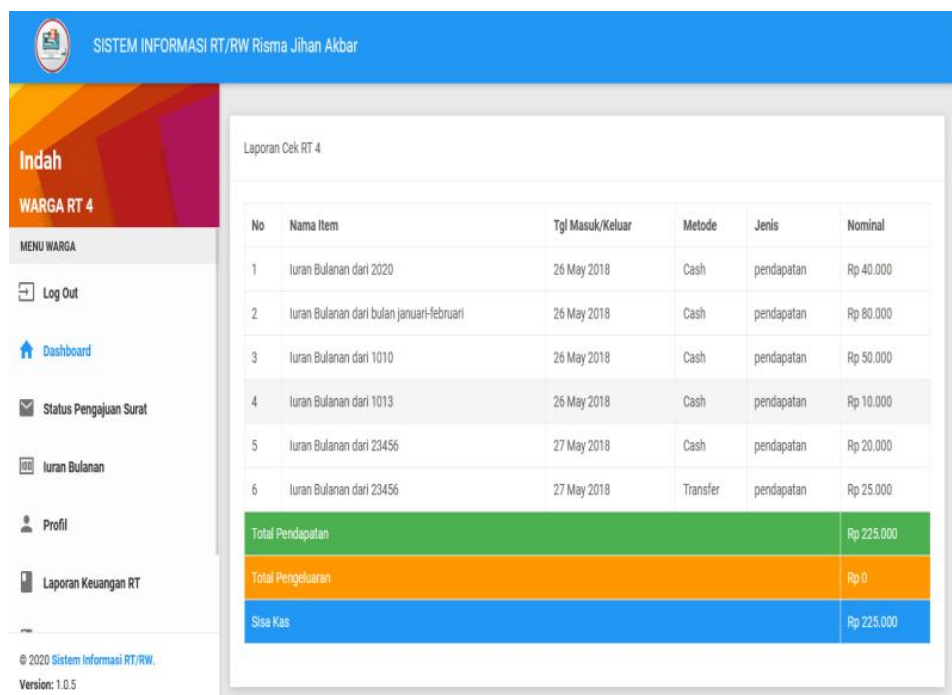 SISTEM INFORMASI RT/RW Risma Jihan Akbar
Indah
WARGA RT 4
MENU WARGA
Log Out
Dashboard
Status Pengajuan Surat
Iuran Bulanan
Profil
Laporan Keuangan RT
© 2020 Sistem Informasi RT/RW.
Version: 1.0.5
Laporan Cek RT 4
No Nama Item Tgl Masuk/Keluar Metode Jenis Nominal
1 Iuran Bulanan dari 2020 26 May 2018 Cash pendapatan Rp 40.000
2 Iuran Bulanan dari bulan januari-februari 26 May 2018 Cash pendapatan Rp 80.000
3 Iuran Bulanan dari 1010 26 May 2018 Cash pendapatan Rp 50.000
4 Iuran Bulanan dari 1013 26 May 2018 Cash pendapatan Rp 10.000
5 Iuran Bulanan dari 23456 27 May 2018 Cash pendapatan Rp 20.000
6 Iuran Bulanan dari 23456 27 May 2018 Transfer pendapatan Rp 25.000
Total Pendapatan Rp 225.000
Total Pengeluaran Rp 0
Sisa Kas Rp 225.000